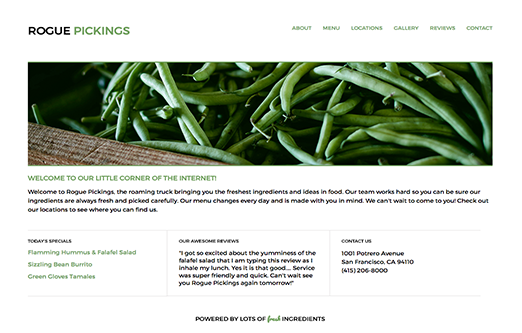 ROGUE PICKINGS
ABOUT MENU LOCATIONS GALLERY REVIEWS CONTACT
WELCOME TO OUR LITTLE CORNER OF THE INTERNET!
Welcome to Rogue Pickings, the roaming truck bringing you the freshest ingredients and ideas in food. Our team works hard so you can be sure our
ingredients are always fresh and picked carefully. Our menu changes every day and is made with you in mind. We can't wait to come to you! Check out
our locations to see where you can find us.
TODAY'S SPECIALS
Flamming Hummus & Falafel Salad
Sizzling Bean Burrito
Green Gloves Tamales
OUR AWESOME REVIEWS
"I got so excited about the yumminess of the
falafel salad that I am typing this review as I
inhale my lunch. Yes it is that good.... Service
was super friendly and quick. Can't wait see
you Rogue Pickings again tomorrow!"
CONTACT US
1001 Potrero Avenue
San Francisco, CA 94110
(415) 206-8000
POWERED BY LOTS OF fresh INGREDIENTS